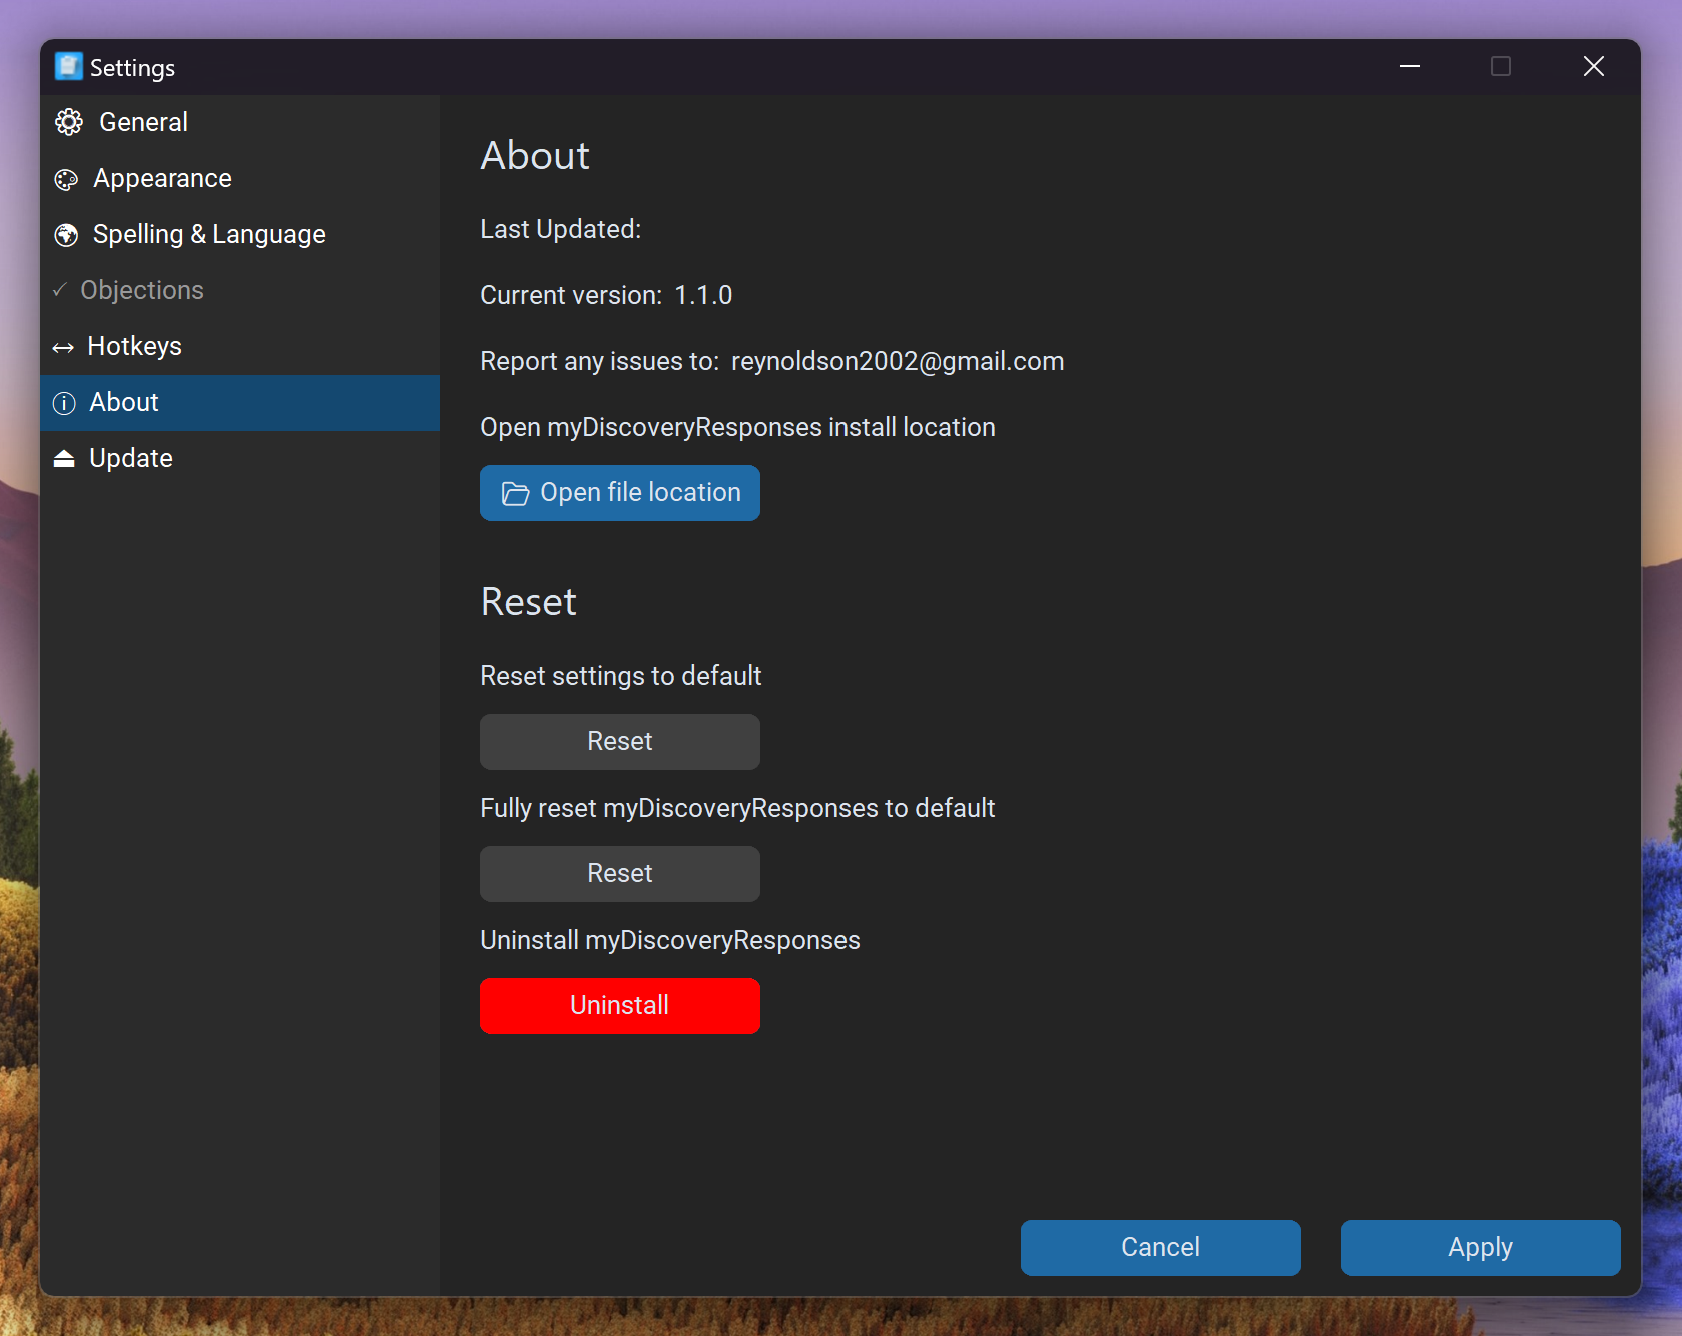 Settings
General
Appearance
Spelling & Language
Objections
Hotkeys
About
Update
About
Last Updated:
Current version: 1.1.0
Report any issues to: reynoldson2002@gmail.com
Open myDiscoveryResponses install location
Open file location
Reset
Reset settings to default
Reset
Fully reset myDiscoveryResponses to default
Reset
Uninstall myDiscoveryResponses
Uninstall
Cancel
Apply